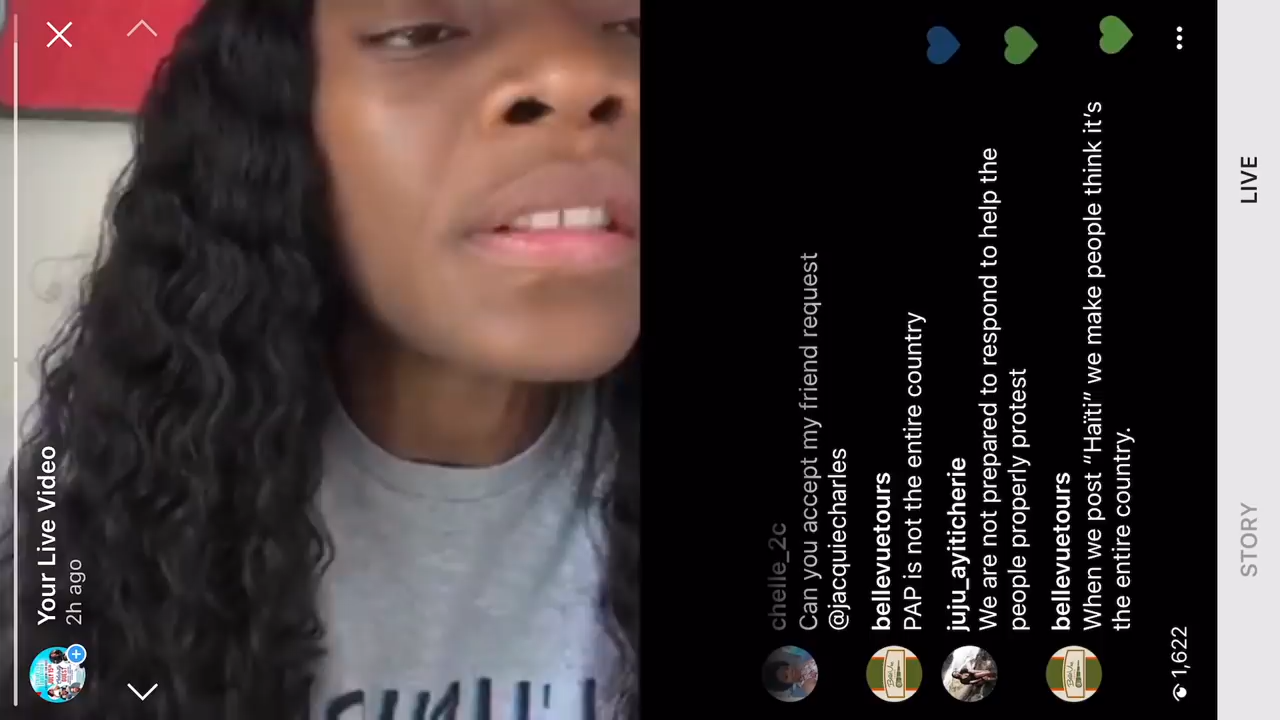 Your Live Video
2h ago
chelle_2c
Can you accept my friend request
@jacquiecharles
bellevuetours
PAP is not the entire country
juju_ayiticherie
We are not prepared to respond to help the
people properly protest
bellevuetours
When we post “Haïti” we make people think it’s
the entire country.
1,622
STORY
LIVE